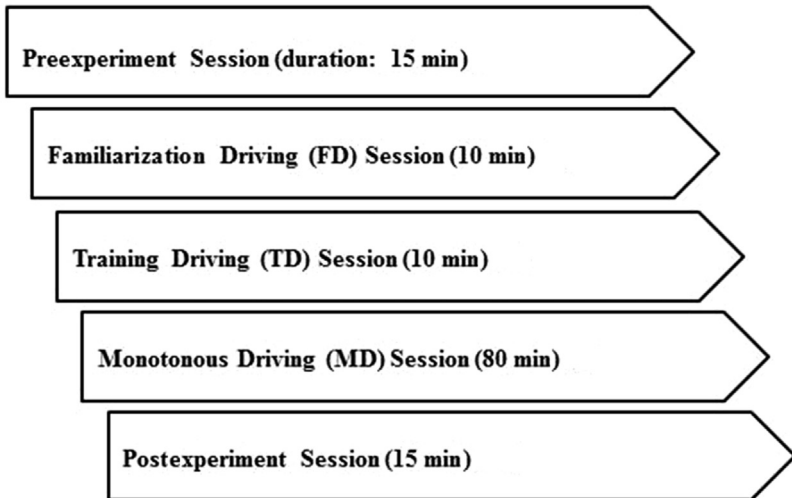 Preexperiment Session (duration: 15 min)
Familiarization Driving (FD) Session (10 min)
Training Driving (TD) Session (10 min)
Monotonous Driving (MD) Session (80 min)
Postexperiment Session (15 min)